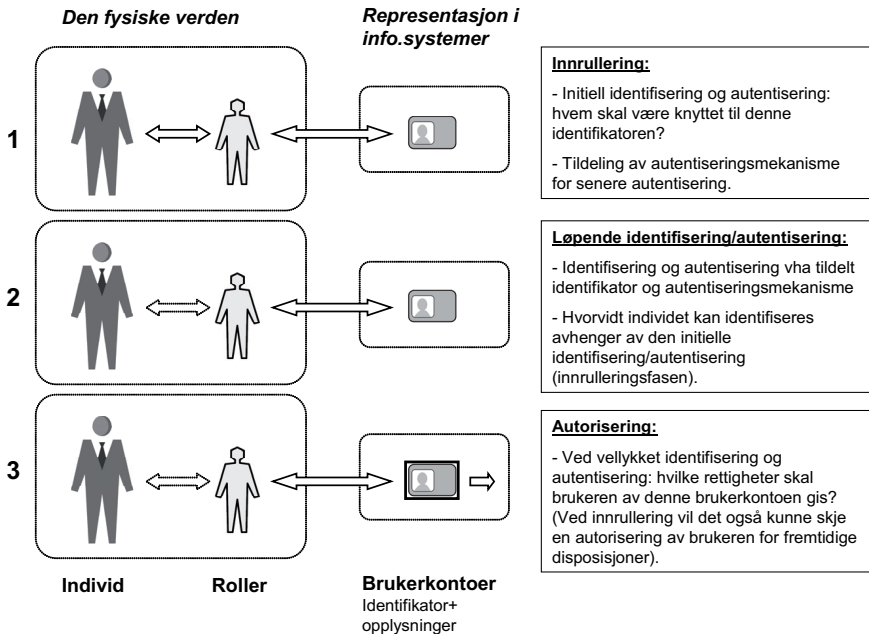 Den fysiske verden
Representasjon i
info.systemer
1
Innrullering:
- Initiell identifisering og autentisering:
hvem skal være knyttet til denne
identifikatoren?
- Tildeling av autentiseringsmekanisme
for senere autentisering.
2
Løpende identifisering/autentisering:
- Identifisering og autentisering vha tildelt
identifikator og autentiseringsmekanisme
- Hvorvidt individet kan identifiseres
avhenger av den initielle
identifisering/autentisering
(innrulleringsfasen).
3
Autorisering:
- Ved vellykket identifisering og
autentisering: hvilke rettigheter skal
brukeren av denne brukerkontoen gis?
(Ved innrullering vil det også kunne skje
en autorisering av brukeren for fremtidige
disposisjoner).
Individ
Roller
Brukerkontoer
Identifikator+
opplysninger